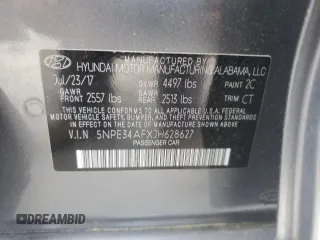 MANUFACTURED BY
HYUNDAI MOTOR MANUFACTURING ALABAMA, LLC
Jul/23/17 GVWR 4497 lbs PAINT 2C
GAWR FRONT 2557 lbs GAWR REAR 2513 lbs TRIM CT
THIS VEHICLE CONFORMS TO ALL APPLICABLE
FEDERAL MOTOR VEHICLE SAFETY, BUMPER AND
THEFT PREVENTION STANDARDS IN EFFECT ON THE
DATE OF MANUFACTURE SHOWN ABOVE.
V.I.N 5NPE34AFXJH628627
PASSENGER CAR
© DREAMBID
DREAMBID.COM